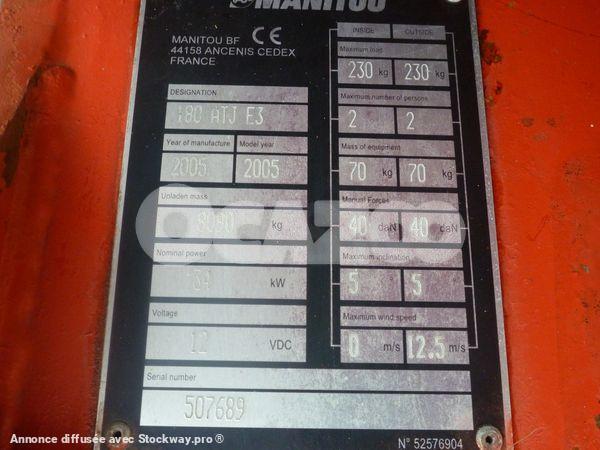 MANITOU
MANITOU BF CE
44158 ANCENIS CEDEX
FRANCE
DESIGNATION
180 ATJ E3
Year of manufacture Model year
2005 2005
Unladen mass
8090 kg
Nominal power
kW
Voltage
12 VDC
Serial number
507689
INSIDE OUTSIDE
Maximum load
230 kg 230 kg
Maximum number of persons
2 2
Mass of equipment
70 kg 70 kg
Manual Forces
40 daN 40 daN
Maximum inclination
5 5
Maximum wind speed
0 m/s 12.5 m/s
N° 52576904
OCAZOO
Annonce diffusée avec Stockway.pro ®